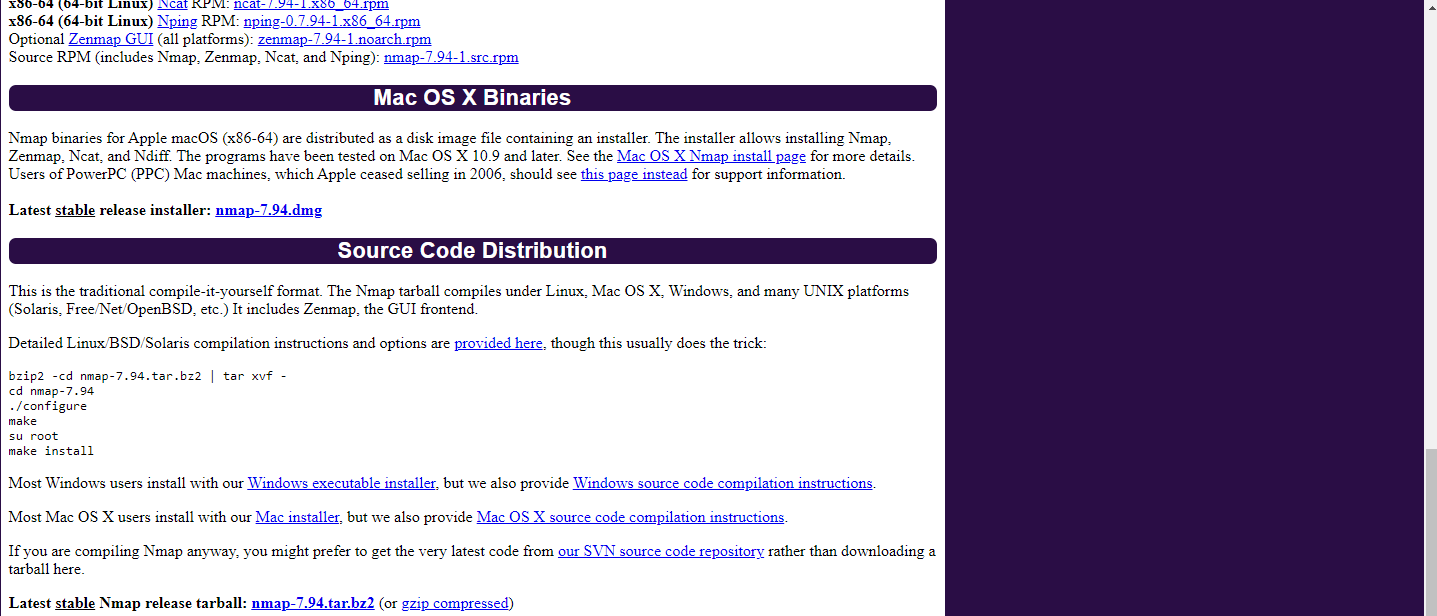 x86-64 (64-bit Linux) Ncat RPM: ncat-7.94-1.x86_64.rpm
x86-64 (64-bit Linux) Nping RPM: nping-0.7.94-1.x86_64.rpm
Optional Zenmap GUI (all platforms): zenmap-7.94-1.noarch.rpm
Source RPM (includes Nmap, Zenmap, Ncat, and Nping): nmap-7.94-1.src.rpm
Mac OS X Binaries
Nmap binaries for Apple macOS (x86-64) are distributed as a disk image file containing an installer. The installer allows installing Nmap,
Zenmap, Ncat, and Ndiff. The programs have been tested on Mac OS X 10.9 and later. See the Mac OS X Nmap install page for more details.
Users of PowerPC (PPC) Mac machines, which Apple ceased selling in 2006, should see this page instead for support information.
Latest stable release installer: nmap-7.94.dmg
Source Code Distribution
This is the traditional compile-it-yourself format. The Nmap tarball compiles under Linux, Mac OS X, Windows, and many UNIX platforms
(Solaris, Free/Net/OpenBSD, etc.) It includes Zenmap, the GUI frontend.
Detailed Linux/BSD/Solaris compilation instructions and options are provided here, though this usually does the trick:
bzip2 -cd nmap-7.94.tar.bz2 | tar xvf -
cd nmap-7.94
./configure
make
su root
make install
Most Windows users install with our Windows executable installer, but we also provide Windows source code compilation instructions.
Most Mac OS X users install with our Mac installer, but we also provide Mac OS X source code compilation instructions.
If you are compiling Nmap anyway, you might prefer to get the very latest code from our SVN source code repository rather than downloading a
tarball here.
Latest stable Nmap release tarball: nmap-7.94.tar.bz2 (or gzip compressed)